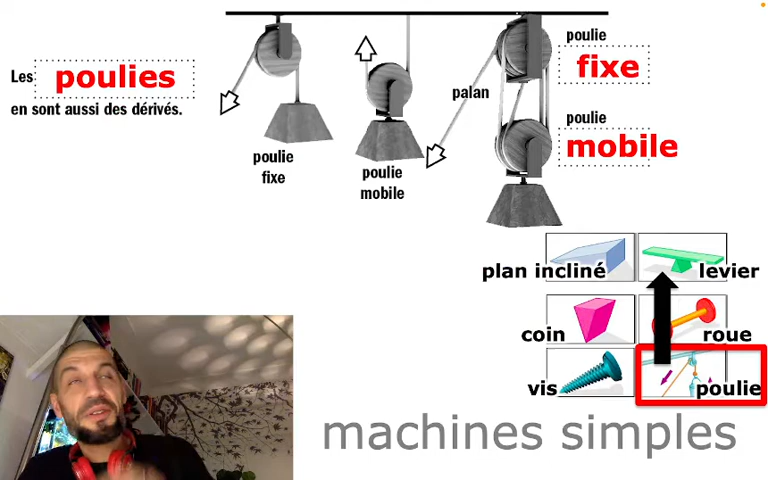 Les poulies
en sont aussi des dérivés.
poulie
fixe
poulie
mobile
palan
poulie
fixe
poulie
mobile
plan incliné
levier
coin
roue
vis
poulie
machines simples